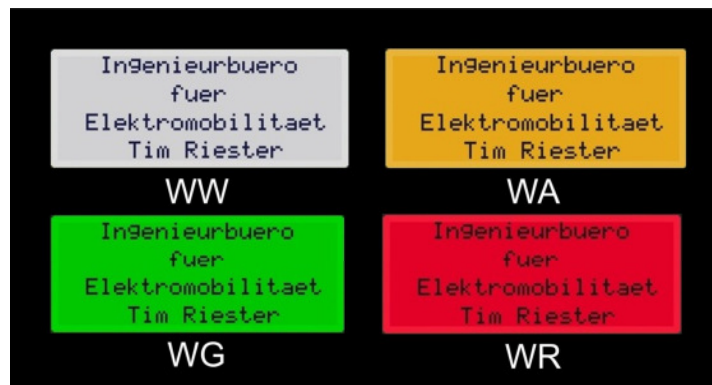 Ingenieurbuero
fuer
Elektromobilitaet
Tim Riester
WW
Ingenieurbuero
fuer
Elektromobilitaet
Tim Riester
WA
Ingenieurbuero
fuer
Elektromobilitaet
Tim Riester
WG
Ingenieurbuero
fuer
Elektromobilitaet
Tim Riester
WR